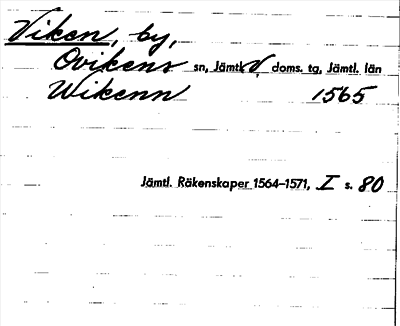 Viken, by,
Ovikens sn, Jämtl. V. doms. tg, Jämtl. län
Wikenn 1565
Jämtl. Räkenskaper 1564–1571, I s. 80